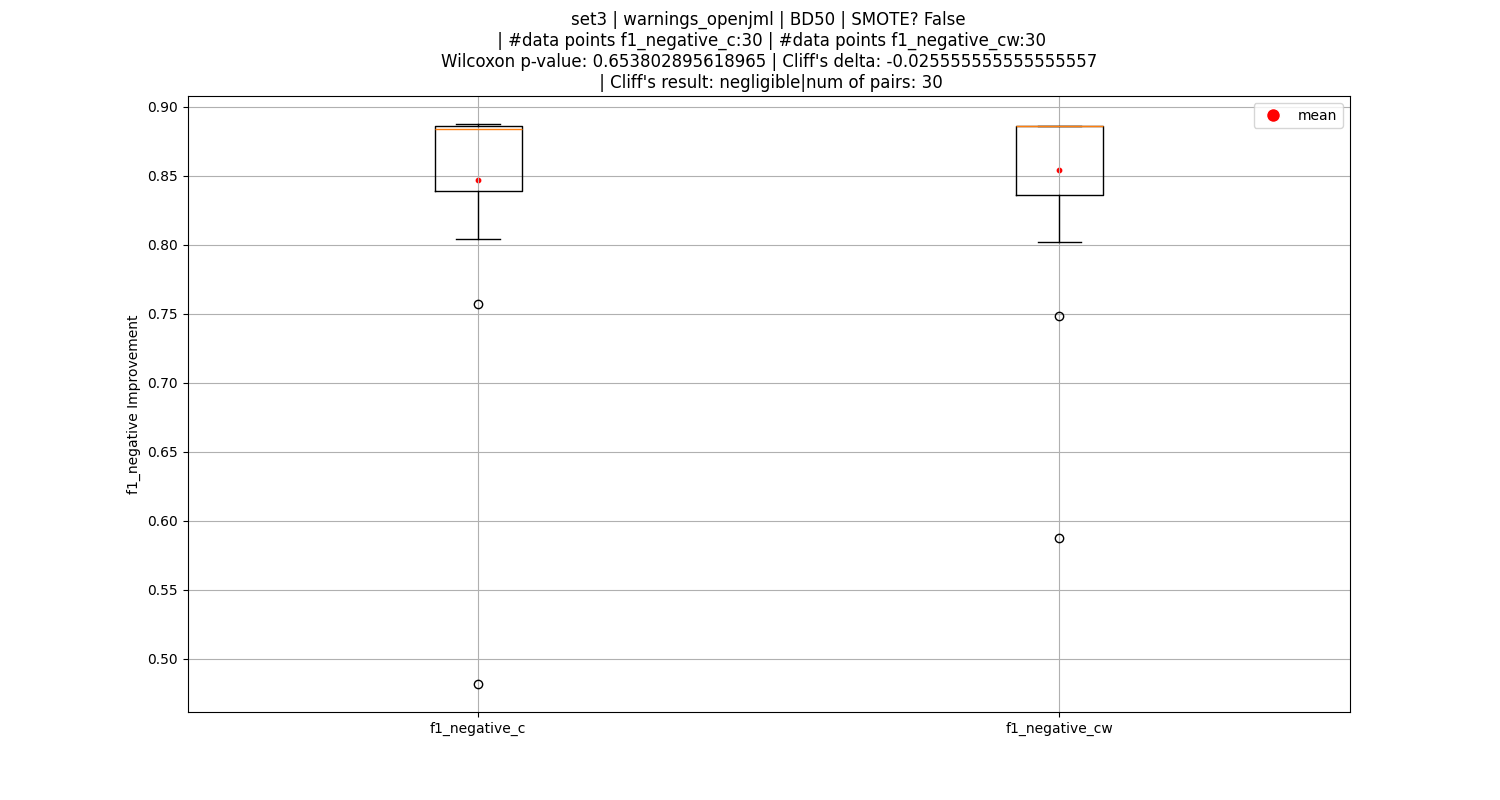 set3 | warnings_openjml | BD50 | SMOTE? False
| #data points f1_negative_c:30 | #data points f1_negative_cw:30
Wilcoxon p-value: 0.653802895618965 | Cliff's delta: -0.025555555555555557
| Cliff's result: negligible|num of pairs: 30
mean
0.90
0.85
0.80
0.75
0.70
0.65
0.60
0.55
0.50
f1_negative Improvement
f1_negative_c
f1_negative_cw